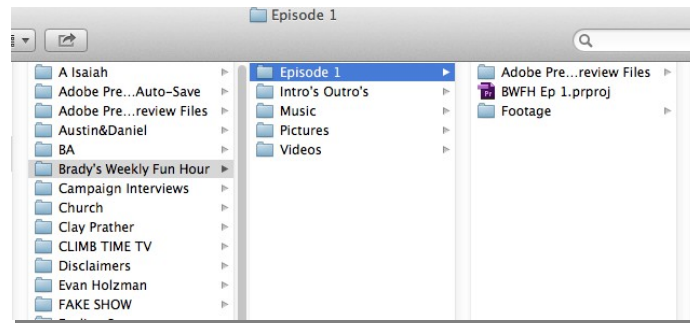 Episode 1
A Isaiah
Adobe Pre...Auto-Save
Adobe Pre...review Files
Austin&Daniel
BA
Brady's Weekly Fun Hour
Campaign Interviews
Church
Clay Prather
CLIMB TIME TV
Disclaimers
Evan Holzman
FAKE SHOW
Episode 1
Intro's Outro's
Music
Pictures
Videos
Adobe Pre...review Files
Pr BWFH Ep 1.prproj
Footage